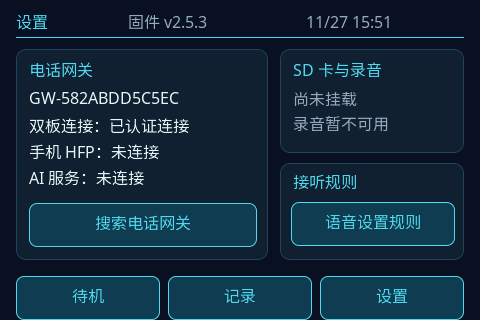 设置 固件 v2.5.3 11/27 15:51
电话网关
GW-582ABDD5C5EC
双板连接：已认证连接
手机 HFP：未连接
AI 服务：未连接
搜索电话网关
SD 卡与录音
尚未挂载
录音暂不可用
接听规则
语音设置规则
待机 记录 设置